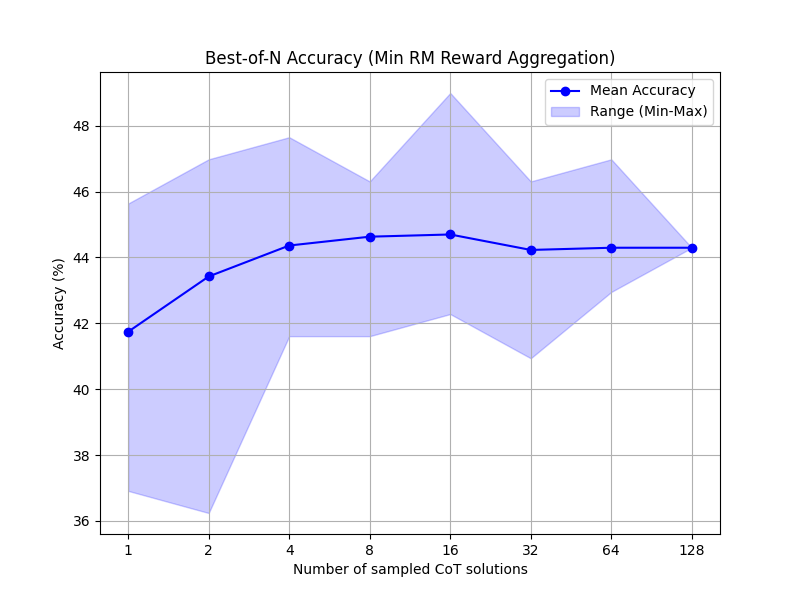 Best-of-N Accuracy (Min RM Reward Aggregation)
Mean Accuracy
Range (Min-Max)
Accuracy (%)
48
46
44
42
40
38
36
1 2 4 8 16 32 64 128
Number of sampled CoT solutions